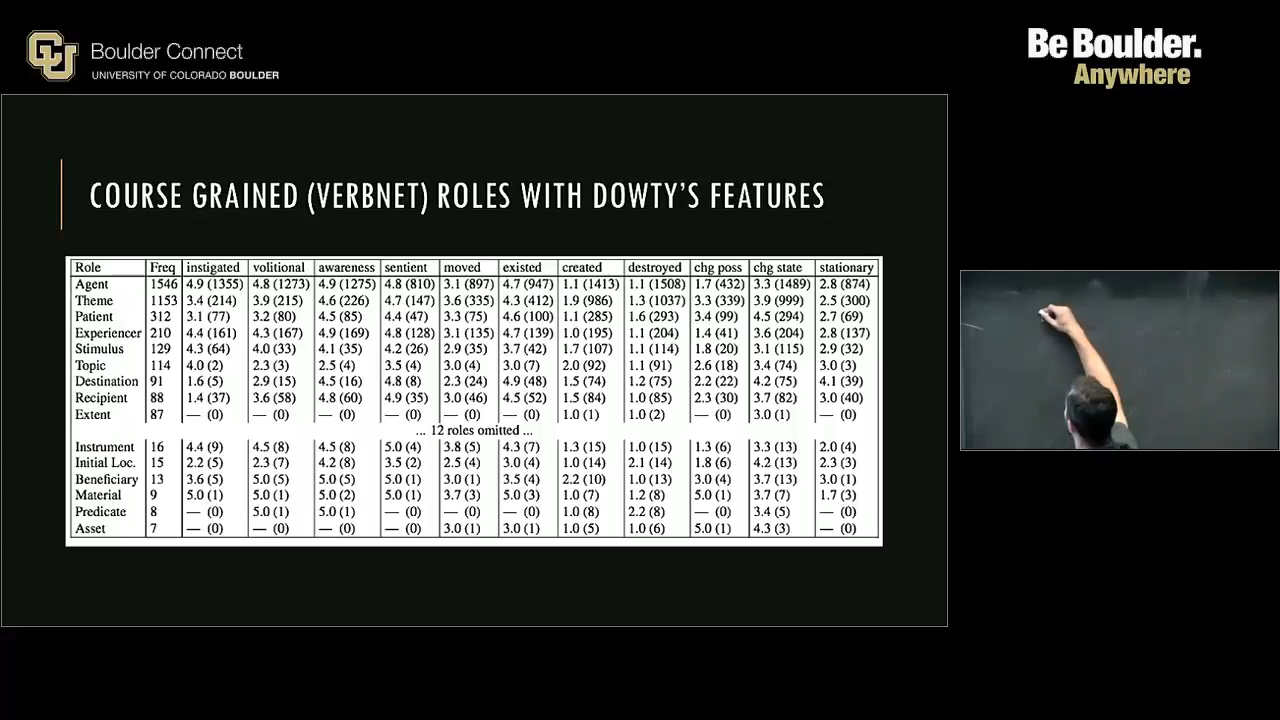 CU
Boulder Connect
UNIVERSITY OF COLORADO BOULDER
Be Boulder.
Anywhere
COURSE GRAINED (VERBNET) ROLES WITH DOWTY'S FEATURES
Role Freq instigated volitional awareness sentient moved existed created destroyed chg poss chg state stationary
Agent 1546 4.9 (1355) 4.8 (1273) 4.9 (1275) 4.8 (810) 3.1 (897) 4.7 (947) 1.1 (1413) 1.1 (1508) 1.7 (432) 3.3 (1489) 2.8 (874)
Theme 1153 3.4 (214) 3.9 (215) 4.6 (226) 4.7 (147) 3.6 (335) 4.3 (412) 1.9 (986) 1.3 (1037) 3.3 (339) 3.9 (999) 2.5 (300)
Patient 312 3.1 (77) 3.2 (80) 4.5 (85) 4.4 (47) 3.3 (75) 4.6 (100) 1.1 (285) 1.6 (293) 3.4 (99) 4.5 (294) 2.7 (69)
Experiencer 210 4.4 (161) 4.3 (167) 4.9 (169) 4.8 (128) 3.1 (135) 4.7 (139) 1.0 (195) 1.1 (204) 1.4 (41) 3.6 (204) 2.8 (137)
Stimulus 129 4.3 (64) 4.0 (33) 4.1 (35) 4.2 (26) 2.9 (35) 3.7 (42) 1.7 (107) 1.1 (114) 1.8 (20) 3.1 (115) 2.9 (32)
Topic 114 4.0 (2) 2.3 (3) 2.5 (4) 3.5 (4) 3.0 (4) 3.0 (7) 2.0 (92) 1.1 (91) 2.6 (18) 3.4 (74) 3.0 (3)
Destination 91 1.6 (5) 2.9 (15) 4.5 (16) 4.8 (8) 2.3 (24) 4.9 (48) 1.5 (74) 1.2 (75) 2.2 (22) 4.2 (75) 4.1 (39)
Recipient 88 1.4 (37) 3.6 (58) 4.8 (60) 4.9 (35) 3.0 (46) 4.5 (52) 1.5 (84) 1.0 (85) 2.3 (30) 3.7 (82) 3.0 (40)
Extent 87 — (0) — (0) — (0) — (0) — (0) — (0) 1.0 (1) 1.0 (2) — (0) 3.0 (1) — (0)
... 12 roles omitted ...
Instrument 16 4.4 (9) 4.5 (8) 4.5 (8) 5.0 (4) 3.8 (5) 4.3 (7) 1.3 (15) 1.0 (15) 1.3 (6) 3.3 (13) 2.0 (4)
Initial Loc. 15 2.2 (5) 2.3 (7) 4.2 (8) 3.5 (2) 2.5 (4) 3.0 (4) 1.0 (14) 2.1 (14) 1.8 (6) 4.2 (13) 2.3 (3)
Beneficiary 13 3.6 (5) 5.0 (5) 5.0 (5) 5.0 (1) 3.0 (1) 3.5 (4) 2.2 (10) 1.0 (13) 3.0 (4) 3.7 (13) 3.0 (1)
Material 9 5.0 (1) 5.0 (1) 5.0 (2) 5.0 (1) 3.7 (3) 5.0 (3) 1.0 (7) 1.2 (8) 5.0 (1) 3.7 (7) 1.7 (3)
Predicate 8 — (0) 5.0 (1) 5.0 (1) — (0) — (0) — (0) 1.0 (8) 2.2 (8) — (0) 3.4 (5) — (0)
Asset 7 — (0) — (0) — (0) — (0) 3.0 (1) 3.0 (1) 1.0 (5) 1.0 (6) 5.0 (1) 4.3 (3) — (0)